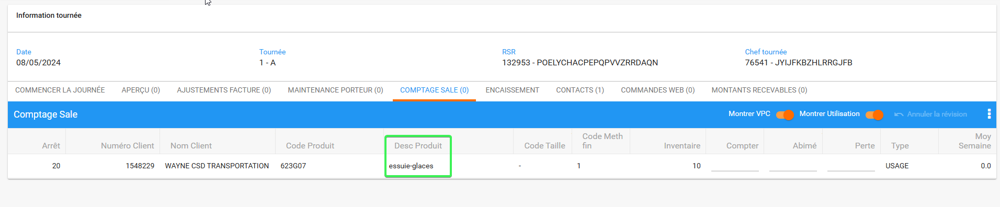 Information tournée
Date
Tournée
RSR
Chef tournée
08/05/2024
1 - A
132953 - POELYCHACPEPQPVVZRRDAQN
76541 - JYIJFKBZHLRRGJFB
COMMENCER LA JOURNÉE
APERÇU (0)
AJUSTEMENTS FACTURE (0)
MAINTENANCE PORTEUR (0)
COMPTAGE SALE (0)
ENCAISSEMENT
CONTACTS (1)
COMMANDES WEB (0)
MONTANTS RECEVABLES (0)
Comptage Sale
Montrer VPC
Montrer Utilisation
Annuler la révision
Arrêt
Numéro Client
Nom Client
Code Produit
Desc Produit
Code Taille
Code Meth
fin
Inventaire
Compter
Abimé
Perte
Type
Moy
Semaine
20
1548229
WAYNE CSD TRANSPORTATION
623G07
essuie-glaces
-
1
10
USAGE
0.0